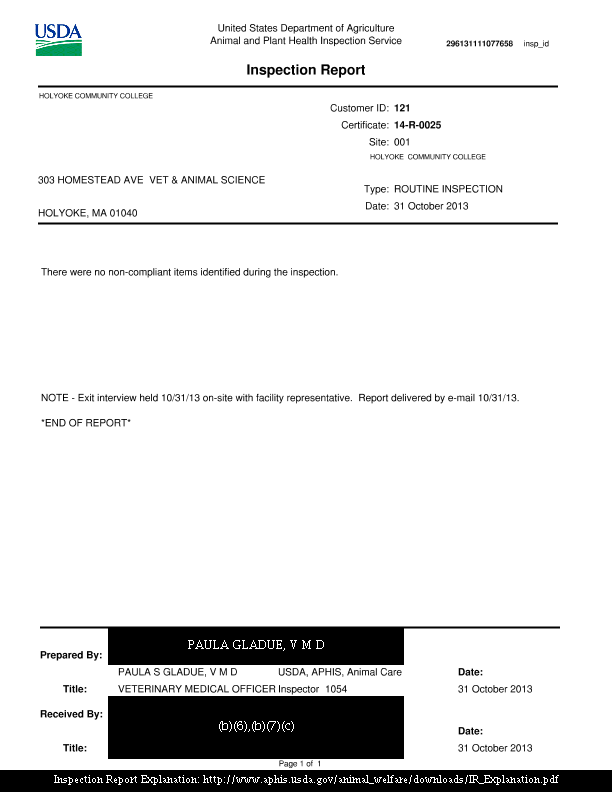 USDA
United States Department of Agriculture
Animal and Plant Health Inspection Service
296131111077658 insp_id
Inspection Report
HOLYOKE COMMUNITY COLLEGE
Customer ID: 121
Certificate: 14-R-0025
Site: 001
HOLYOKE COMMUNITY COLLEGE
303 HOMESTEAD AVE VET & ANIMAL SCIENCE
Type: ROUTINE INSPECTION
HOLYOKE, MA 01040
Date: 31 October 2013
There were no non-compliant items identified during the inspection.
NOTE - Exit interview held 10/31/13 on-site with facility representative. Report delivered by e-mail 10/31/13.
*END OF REPORT*
PAULA GLADUE, V M D
Prepared By:
PAULA S GLADUE, V M D USDA, APHIS, Animal Care Date:
Title: VETERINARY MEDICAL OFFICER Inspector 1054 31 October 2013
Received By:
(b)(6),(b)(7)(c)
Date:
Title: 31 October 2013
Page 1 of 1
Inspection Report Explanation: http://www.aphis.usda.gov/animal_welfare/downloads/IR_Explanation.pdf